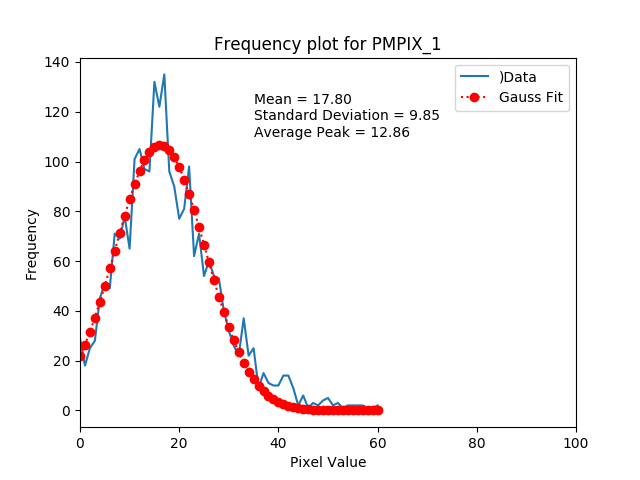 Frequency plot for PMPIX_1
)Data
Gauss Fit
Mean = 17.80
Standard Deviation = 9.85
Average Peak = 12.86
Frequency
140
120
100
80
60
40
20
0
0 20 40 60 80 100
Pixel Value